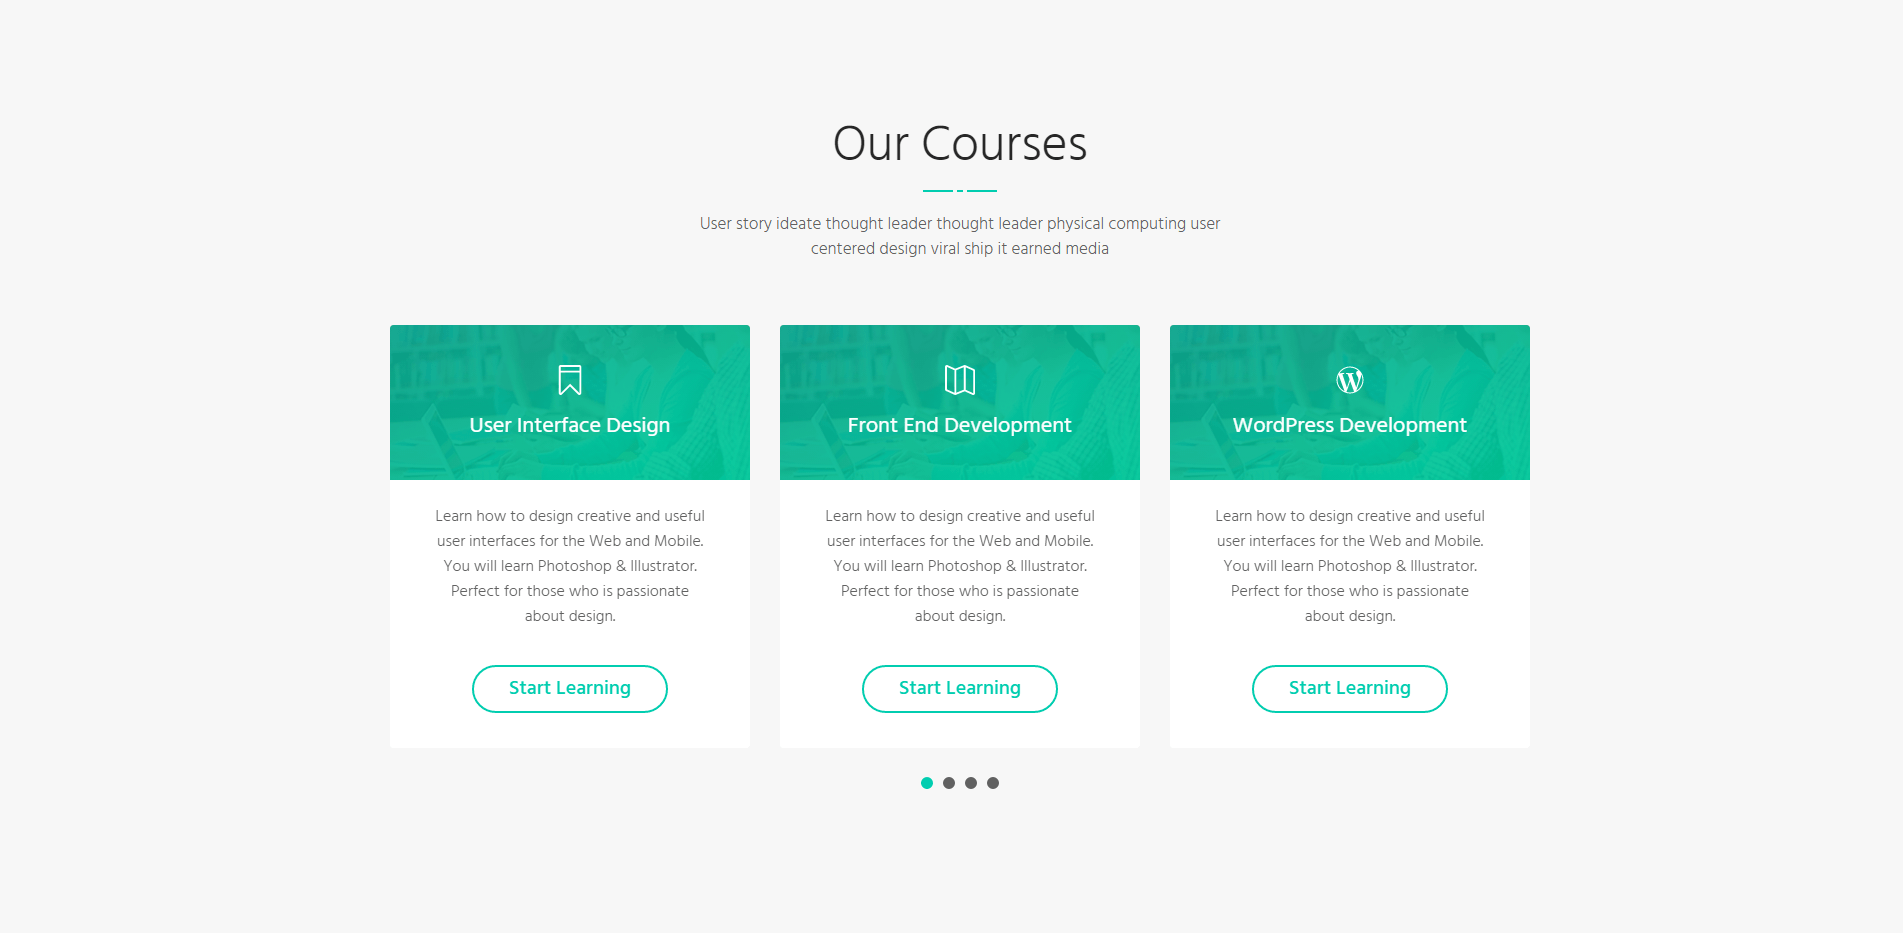 Our Courses
User story ideate thought leader thought leader physical computing user
centered design viral ship it earned media
User Interface Design
Learn how to design creative and useful
user interfaces for the Web and Mobile.
You will learn Photoshop & Illustrator.
Perfect for those who is passionate
about design.
Start Learning
Front End Development
Learn how to design creative and useful
user interfaces for the Web and Mobile.
You will learn Photoshop & Illustrator.
Perfect for those who is passionate
about design.
Start Learning
WordPress Development
Learn how to design creative and useful
user interfaces for the Web and Mobile.
You will learn Photoshop & Illustrator.
Perfect for those who is passionate
about design.
Start Learning